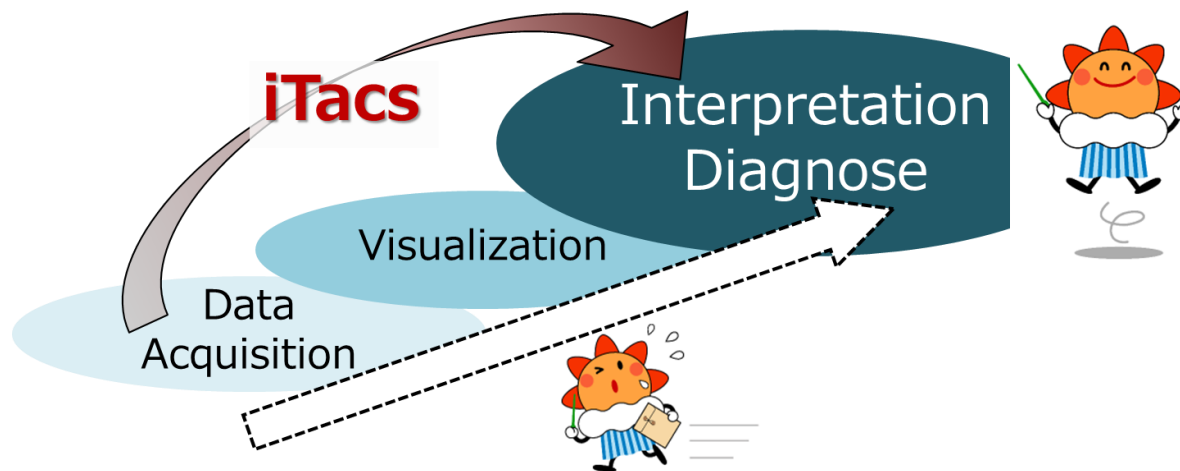 iTacs
Interpretation
Diagnose
Visualization
Data
Acquisition